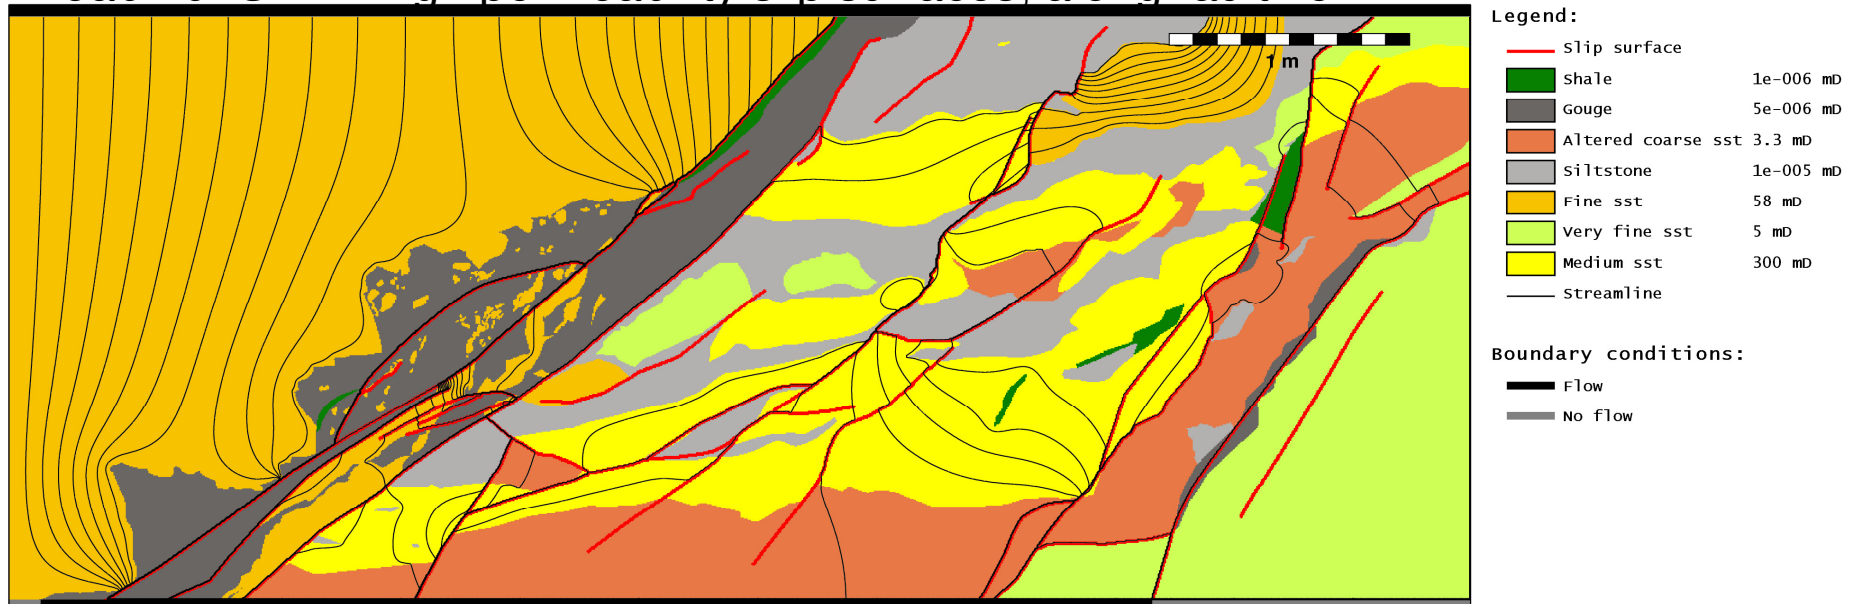 Legend:
Slip surface
Shale 1e-006 mD
Gouge 5e-006 mD
Altered coarse sst 3.3 mD
Siltstone 1e-005 mD
Fine sst 58 mD
Very fine sst 5 mD
Medium sst 300 mD
Streamline
Boundary conditions:
Flow
No flow
1 m